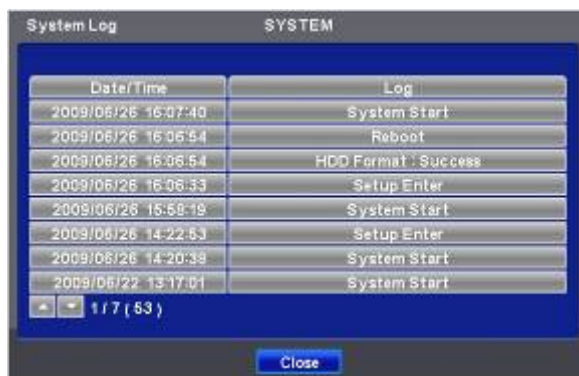 System Log SYSTEM
Date/Time Log
2009/06/26 16:07:40 System Start
2009/06/26 16:06:54 Reboot
2009/06/26 16:06:54 HDD Format : Success
2009/06/26 16:06:33 Setup Enter
2009/06/26 15:58:19 System Start
2009/06/26 14:22:53 Setup Enter
2009/06/26 14:20:39 System Start
2009/06/22 13:17:01 System Start
1 / 7 ( 53 )
Close